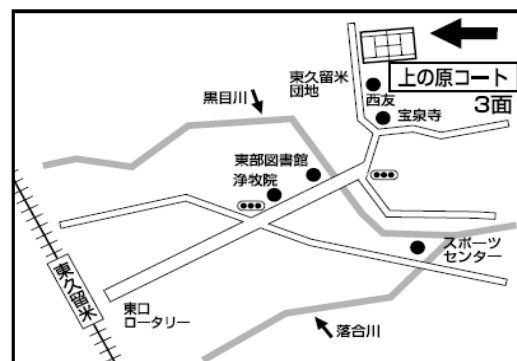 東久留米
団地
上の原コート
3面
西友
宝泉寺
黒目川
東部図書館
浄牧院
スポーツ
センター
東久留米
東口
ロータリー
落合川